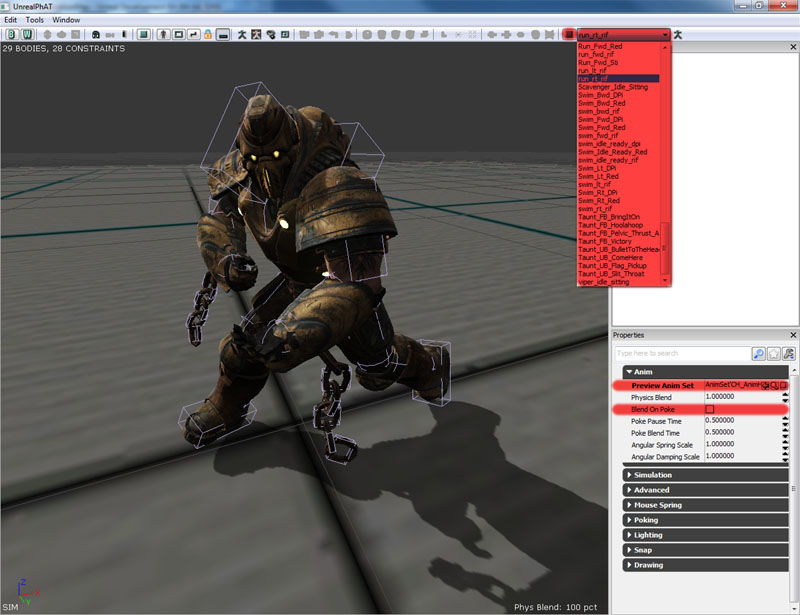 UnrealPhAT
Edit Tools Window
B W
run_rt_rif
29 BODIES, 28 CONSTRAINTS
Run_Fwd_Red
run_fwd_rif
Run_Fwd_Sti
run_lt_rif
run_rt_rif
Scavenger_Idle_Sitting
Swim_Bwd_DPi
Swim_Bwd_Red
swim_bwd_rif
Swim_Fwd_DPi
Swim_Fwd_Red
swim_fwd_rif
swim_idle_ready_dpi
Swim_Idle_Ready_Red
swim_idle_ready_rif
Swim_Lt_DPi
Swim_Lt_Red
swim_lt_rif
Swim_Rt_DPi
Swim_Rt_Red
swim_rt_rif
Taunt_FB_BringItOn
Taunt_FB_Hoolahoop
Taunt_FB_Pelvic_Thrust_A
Taunt_FB_Victory
Taunt_UB_BulletToTheHea
Taunt_UB_ComeHere
Taunt_UB_Flag_Pickup
Taunt_UB_Slit_Throat
viper_idle_sitting
Properties
Type here to search
Anim
Preview Anim Set AnimSet'CH_AnimH
Physics Blend 1.000000
Blend On Poke
Poke Pause Time 0.500000
Poke Blend Time 0.500000
Angular Spring Scale 1.000000
Angular Damping Scale 1.000000
Simulation
Advanced
Mouse Spring
Poking
Lighting
Snap
Drawing
Z
X
Y
SIM
Phys Blend: 100 pct